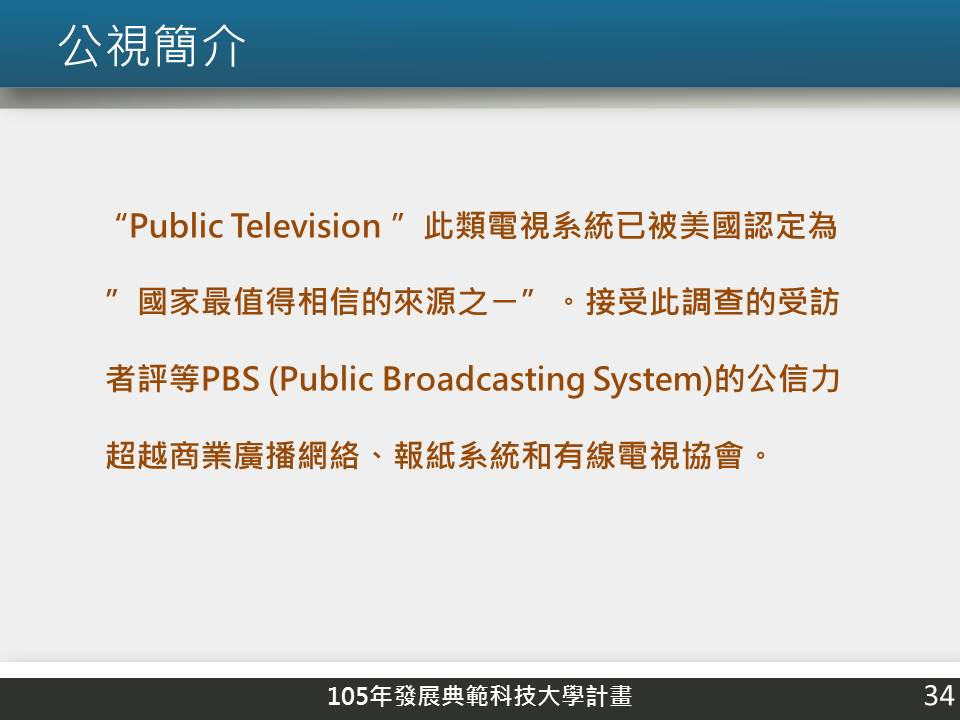 公視簡介
“Public Television ”此類電視系統已被美國認定為
”國家最值得相信的來源之一”。接受此調查的受訪
者評等PBS (Public Broadcasting System)的公信力
超越商業廣播網絡、報紙系統和有線電視協會。
105年發展典範科技大學計畫
34